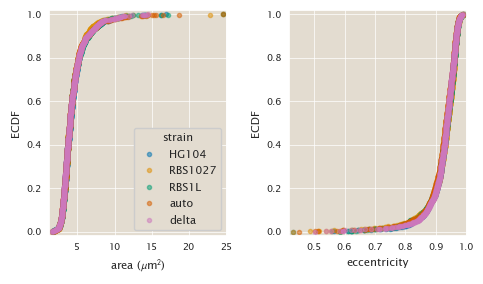 1.0
0.8
0.6
0.4
0.2
0.0
ECDF
5
10
15
20
25
area (μm²)
strain
HG104
RBS1027
RBS1L
auto
delta
1.0
0.8
0.6
0.4
0.2
0.0
ECDF
0.5
0.6
0.7
0.8
0.9
1.0
eccentricity